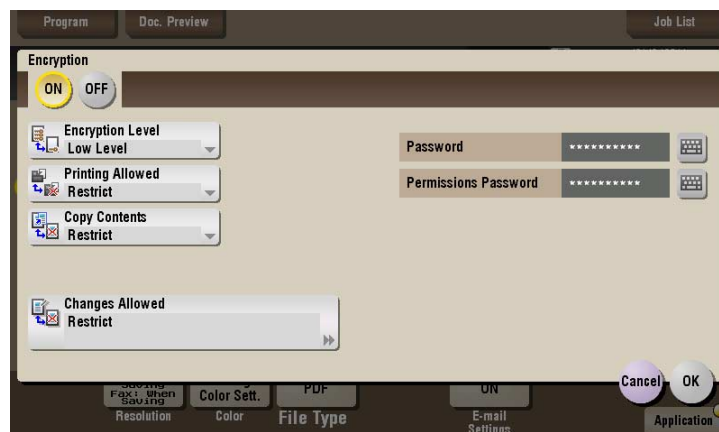 Program
Doc. Preview
Job List
Encryption
ON
OFF
Encryption Level
Low Level
Printing Allowed
Restrict
Copy Contents
Restrict
Changes Allowed
Restrict
Password
**********
Permissions Password
**********
Cancel
OK
Fax: When
Saving
Resolution
Color Sett.
Color
PDF
File Type
ON
E-mail
Settings
Application